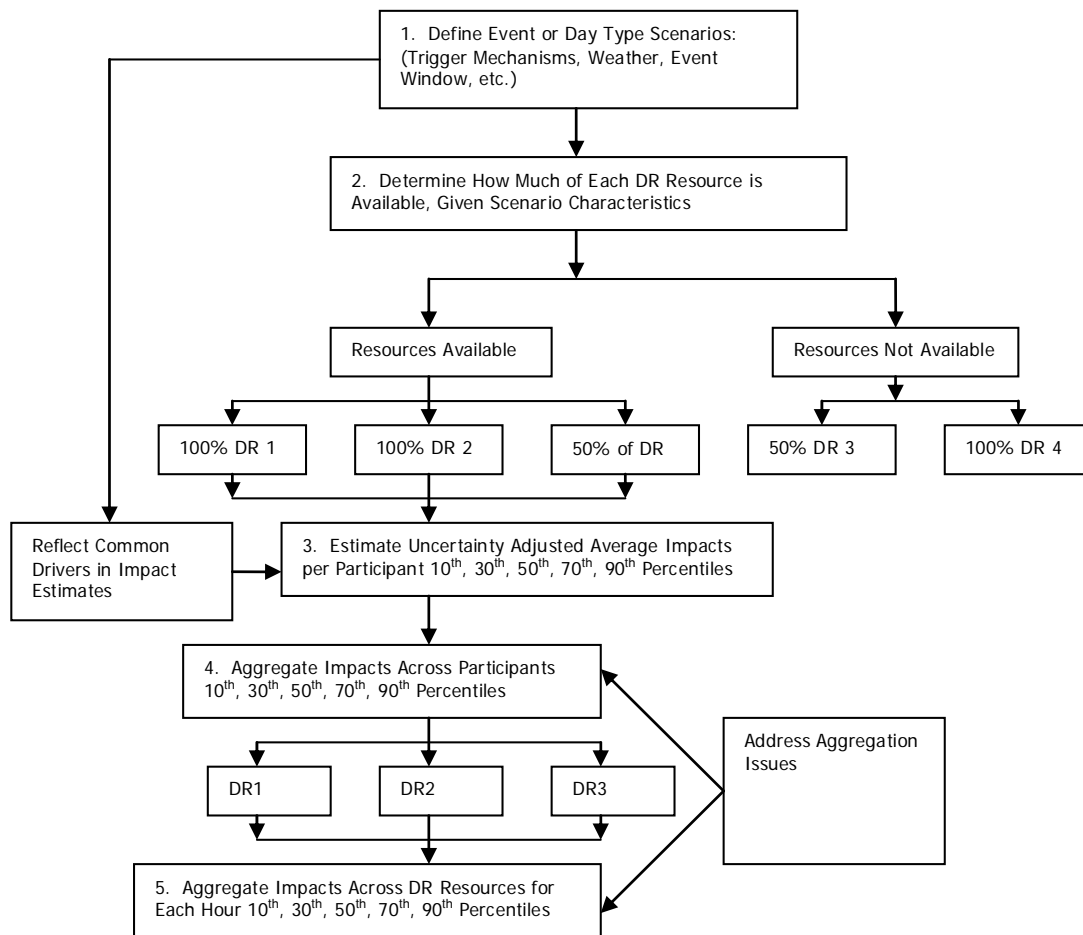 1. Define Event or Day Type Scenarios:
(Trigger Mechanisms, Weather, Event
Window, etc.)
2. Determine How Much of Each DR Resource is
Available, Given Scenario Characteristics
Resources Available
Resources Not Available
100% DR 1
100% DR 2
50% of DR
50% DR 3
100% DR 4
Reflect Common
Drivers in Impact
Estimates
3. Estimate Uncertainty Adjusted Average Impacts
per Participant 10th, 30th, 50th, 70th, 90th Percentiles
4. Aggregate Impacts Across Participants
10th, 30th, 50th, 70th, 90th Percentiles
Address Aggregation
Issues
DR1
DR2
DR3
5. Aggregate Impacts Across DR Resources for
Each Hour 10th, 30th, 50th, 70th, 90th Percentiles